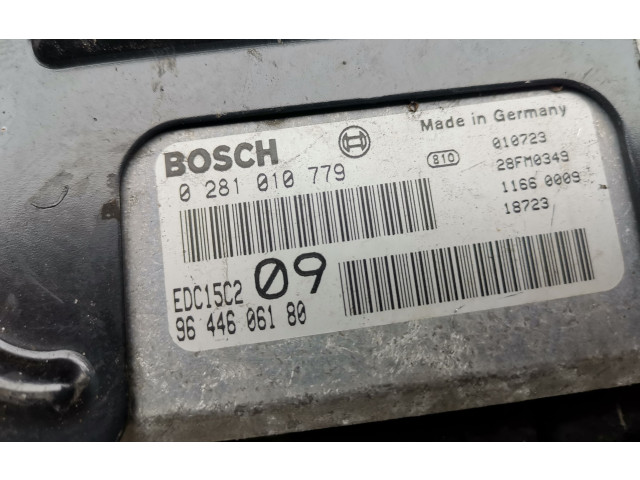 BOSCH
Made in Germany
0 281 010 779
810
010723
28FM0349
1166 0009
18723
EDC15C2 09
96 446 061 80